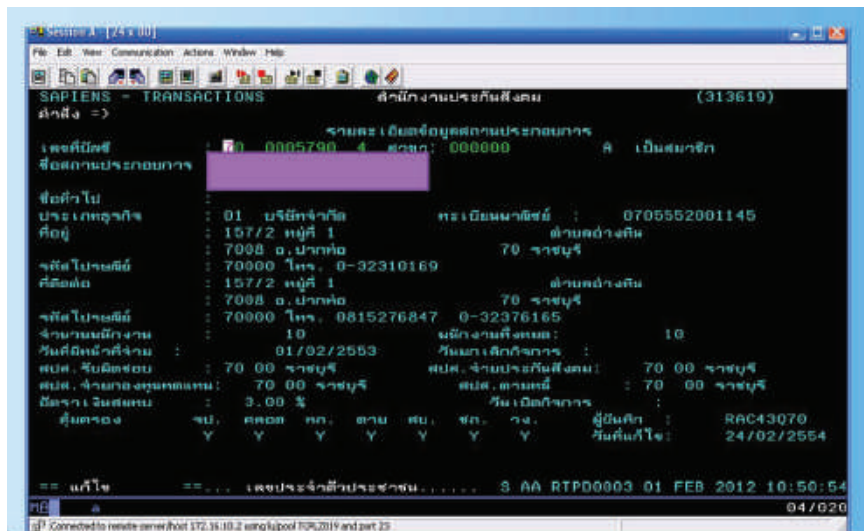 Session A - [24 x 80]
File Edit View Communication Actions Window Help
SAPIENS - TRANSACTIONS สำนักงานประกันสังคม (313619)
คำสั่ง =>
รายละเอียดข้อมูลสถานประกอบการ
เลขที่บัญชี : 70 0005790 4 สาขา: 000000 A เป็นสมาชิก
ชื่อสถานประกอบการ
ชื่อทั่วไป :
ประเภทธุรกิจ : 01 บริษัทจำกัด ทะเบียนพาณิชย์ : 0705552001145
ที่อยู่ : 157/2 หมู่ที่ 1 ตำบลอ่างหิน
: 7008 อ.ปากท่อ 70 ราชบุรี
รหัสไปรษณีย์ : 70000 โทร. 0-32310169
ที่ติดต่อ : 157/2 หมู่ที่ 1 ตำบลอ่างหิน
: 7008 อ.ปากท่อ 70 ราชบุรี
รหัสไปรษณีย์ : 70000 โทร. 0815276847 0-32376165
จำนวนพนักงาน : 10 พนักงานทั้งหมด: 10
วันที่มีหน้าที่จ่าย : 01/02/2553 วันยกเลิกกิจการ :
สปส.รับผิดชอบ : 70 00 ราชบุรี สปส.จ่ายประกันสังคม: 70 00 ราชบุรี
สปส.จ่ายกองทุนทดแทน: 70 00 ราชบุรี สปส.ตามหนี้ : 70 00 ราชบุรี
อัตราเงินสมทบ : 3.00 % วันเปิดกิจการ :
คุ้มครอง จป. คลอด ทภ. ตาย สบ. ชภ. วง. ผู้บันทึก : RAC43Q70
Y Y Y Y Y Y Y วันที่แก้ไข: 24/02/2554
== แก้ไข ==... เลขประจำตัวประชาชน...... S AA RTPD0003 01 FEB 2012 10:50:54
MA a 04/020
Connected to remote server/host 172.16.10.2 using lu/pool and port 23